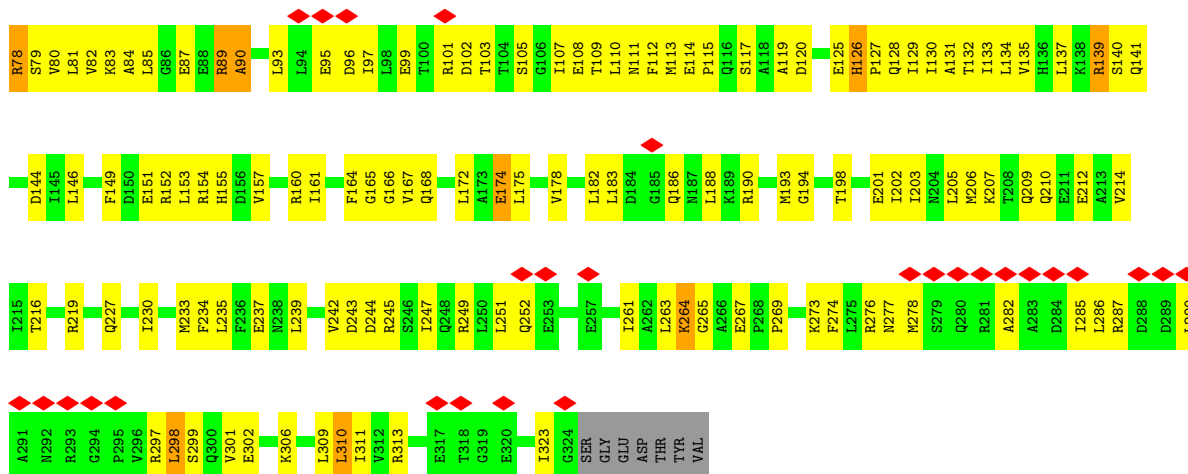 R78 S79 V80 L81 V82 K83 A84 L85 G86 E87 E88 R89 A90 L93 L94 E95 D96 I97 L98 E99 T100 R101 D102 T103 T104 S105 G106 I107 E108 T109 L110 N111 F112 M113 E114 P115 Q116 S117 A118 A119 D120 E125 H126 P127 Q128 I129 I130 A131 T132 I133 L134 V135 H136 L137 K138 R139 S140 Q141
D144 I145 L146 F149 D150 E151 R152 L153 R154 H155 D156 V157 R160 I161 F164 G165 G166 V167 Q168 L172 A173 E174 L175 V178 L182 L183 D184 G185 Q186 N187 L188 K189 R190 M193 G194 T198 E201 I202 I203 N204 L205 M206 K207 T208 Q209 Q210 E211 E212 A213 V214
I215 T216 R219 Q227 I230 M233 F234 L235 F236 E237 N238 L239 V242 D243 D244 R245 S246 I247 Q248 R249 L250 L251 Q252 E253 E257 I261 A262 L263 K264 G265 A266 E267 P268 P269 K273 F274 L275 R276 N277 M278 S279 Q280 R281 A282 A283 D284 I285 L286 R287 D288 D289
A291 N292 R293 G294 P295 V296 R297 L298 S299 Q300 V301 E302 K306 L309 L310 I311 V312 R313 E317 T318 G319 E320 I323 G324 SER GLY GLU ASP THR TYR VAL